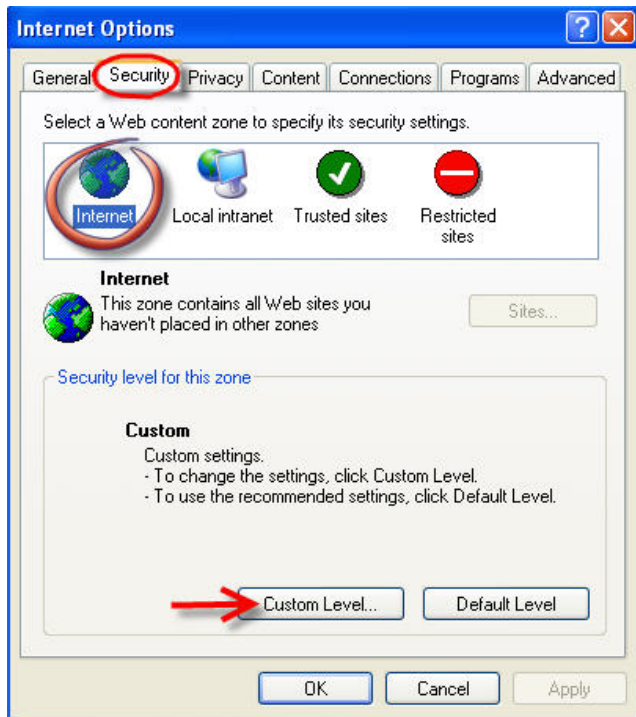 Internet Options
General Security Privacy Content Connections Programs Advanced
Select a Web content zone to specify its security settings.
Internet Local intranet Trusted sites Restricted
sites
Internet
This zone contains all Web sites you
haven't placed in other zones
Sites...
Security level for this zone
Custom
Custom settings.
- To change the settings, click Custom Level.
- To use the recommended settings, click Default Level.
Custom Level... Default Level
OK Cancel Apply